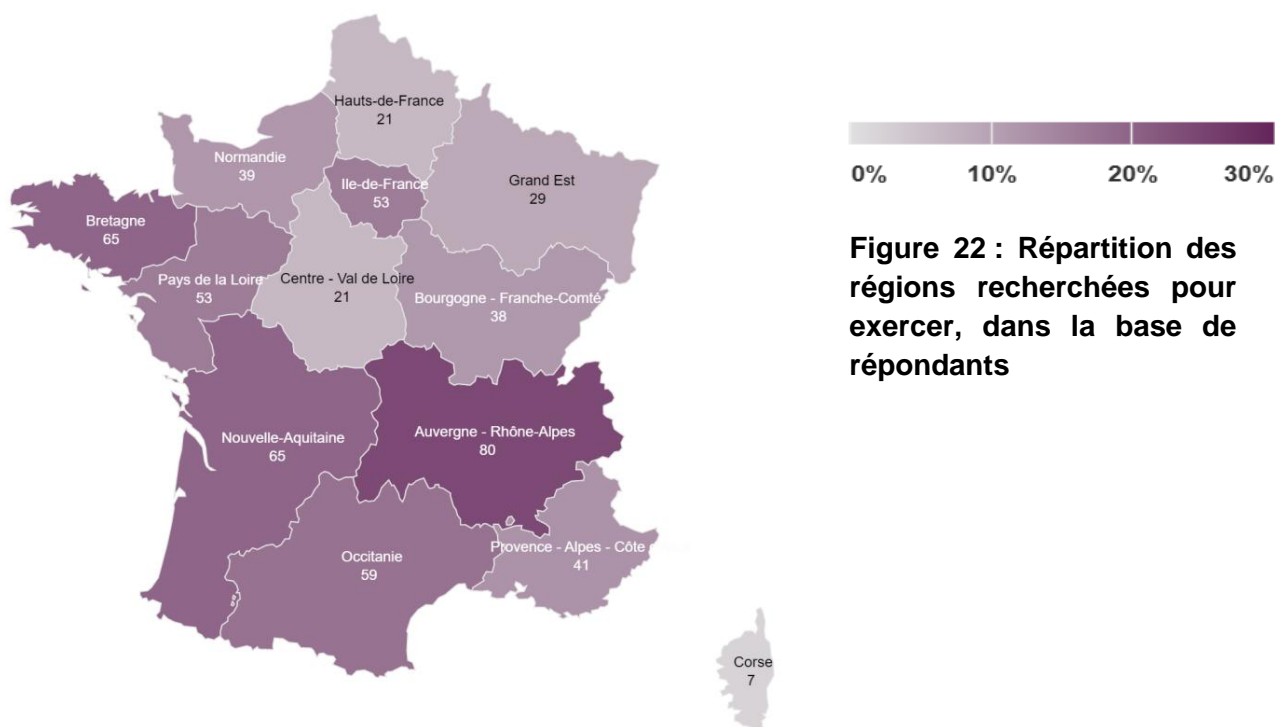 Hauts-de-France
21
Normandie
39
Ile-de-France
53
Grand Est
29
Bretagne
65
Pays de la Loire
53
Centre - Val de Loire
21
Bourgogne - Franche-Comté
38
Nouvelle-Aquitaine
65
Auvergne - Rhône-Alpes
80
Occitanie
59
Provence - Alpes - Côte
41
Corse
7
0% 10% 20% 30%
Figure 22 : Répartition des
régions recherchées pour
exercer, dans la base de
répondants